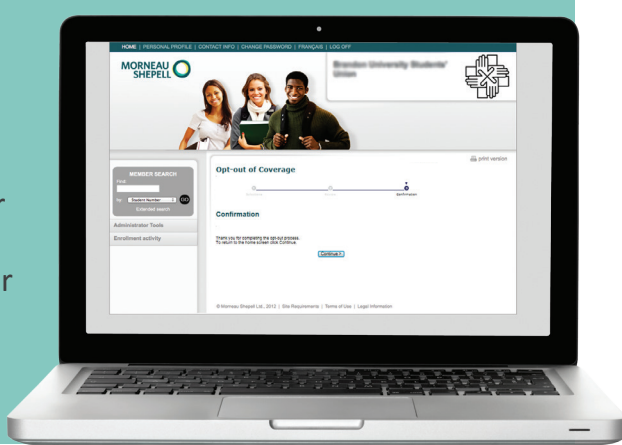 HOME | PERSONAL PROFILE | CONTACT INFO | CHANGE PASSWORD | FRANÇAIS | LOG OFF
MORNEAU
SHEPELL
Brandon University Students'
Union
print version
MEMBER SEARCH
Find
by Student Number GO
Extended search
Administrator Tools
Enrollment activity
Opt-out of Coverage
Confirmation
Confirmation
Thank you for completing the opt-out process.
To return to the home screen click Continue.
Continue >
© Morneau Shepell Ltd., 2012 | Site Requirements | Terms of Use | Legal Information
r
r